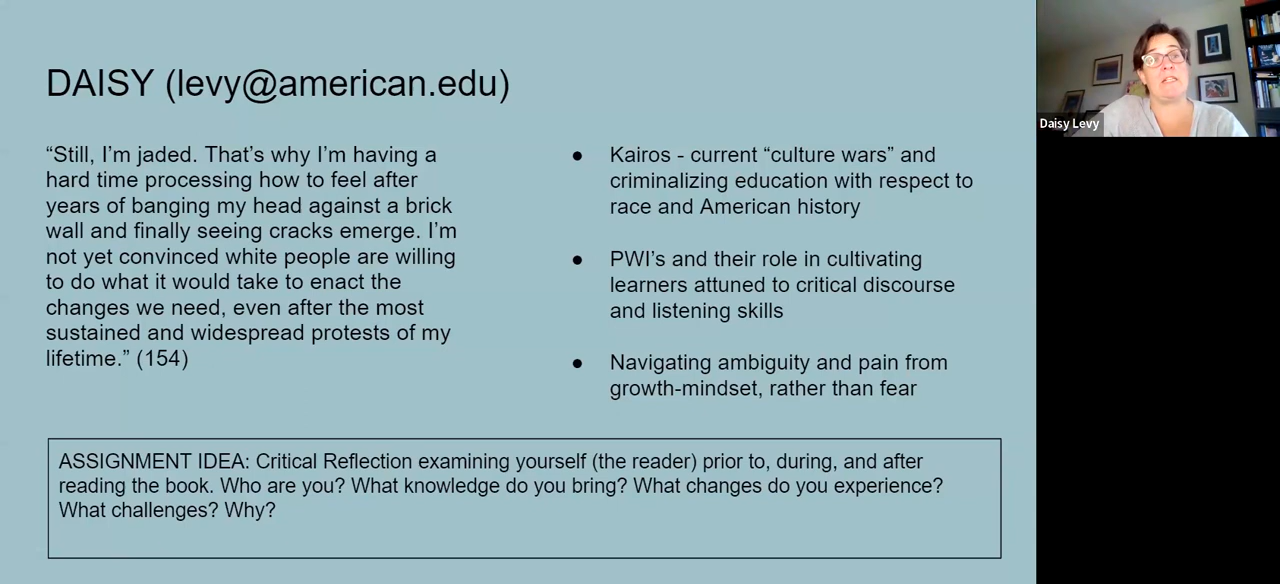 DAISY (levy@american.edu)
“Still, I’m jaded. That’s why I’m having a
hard time processing how to feel after
years of banging my head against a brick
wall and finally seeing cracks emerge. I’m
not yet convinced white people are willing
to do what it would take to enact the
changes we need, even after the most
sustained and widespread protests of my
lifetime.” (154)
● Kairos - current “culture wars” and
criminalizing education with respect to
race and American history
● PWI’s and their role in cultivating
learners attuned to critical discourse
and listening skills
● Navigating ambiguity and pain from
growth-mindset, rather than fear
ASSIGNMENT IDEA: Critical Reflection examining yourself (the reader) prior to, during, and after
reading the book. Who are you? What knowledge do you bring? What changes do you experience?
What challenges? Why?
Daisy Levy